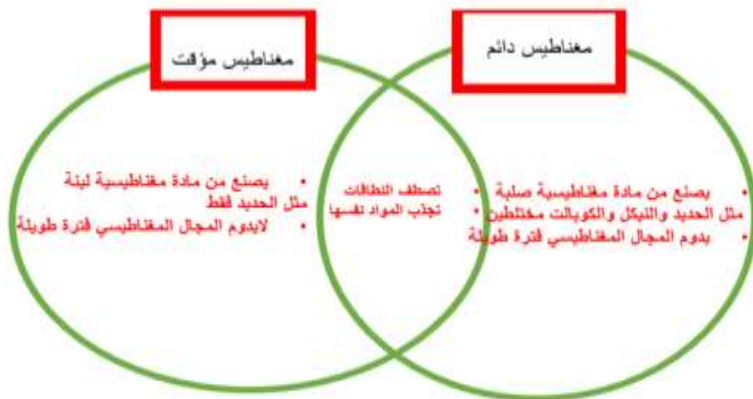 مغناطيس دائم
مغناطيس مؤقت
• يصنع من مادة مغناطيسية صلبة
مثل الحديد والنيكل والكوبالت مختلطين
• يدوم المجال المغناطيسي فترة طويلة
• تصطف النطاقات
• تجذب المواد نفسها
• يصنع من مادة مغناطيسية لينة
مثل الحديد فقط
• لايدوم المجال المغناطيسي فترة طويلة